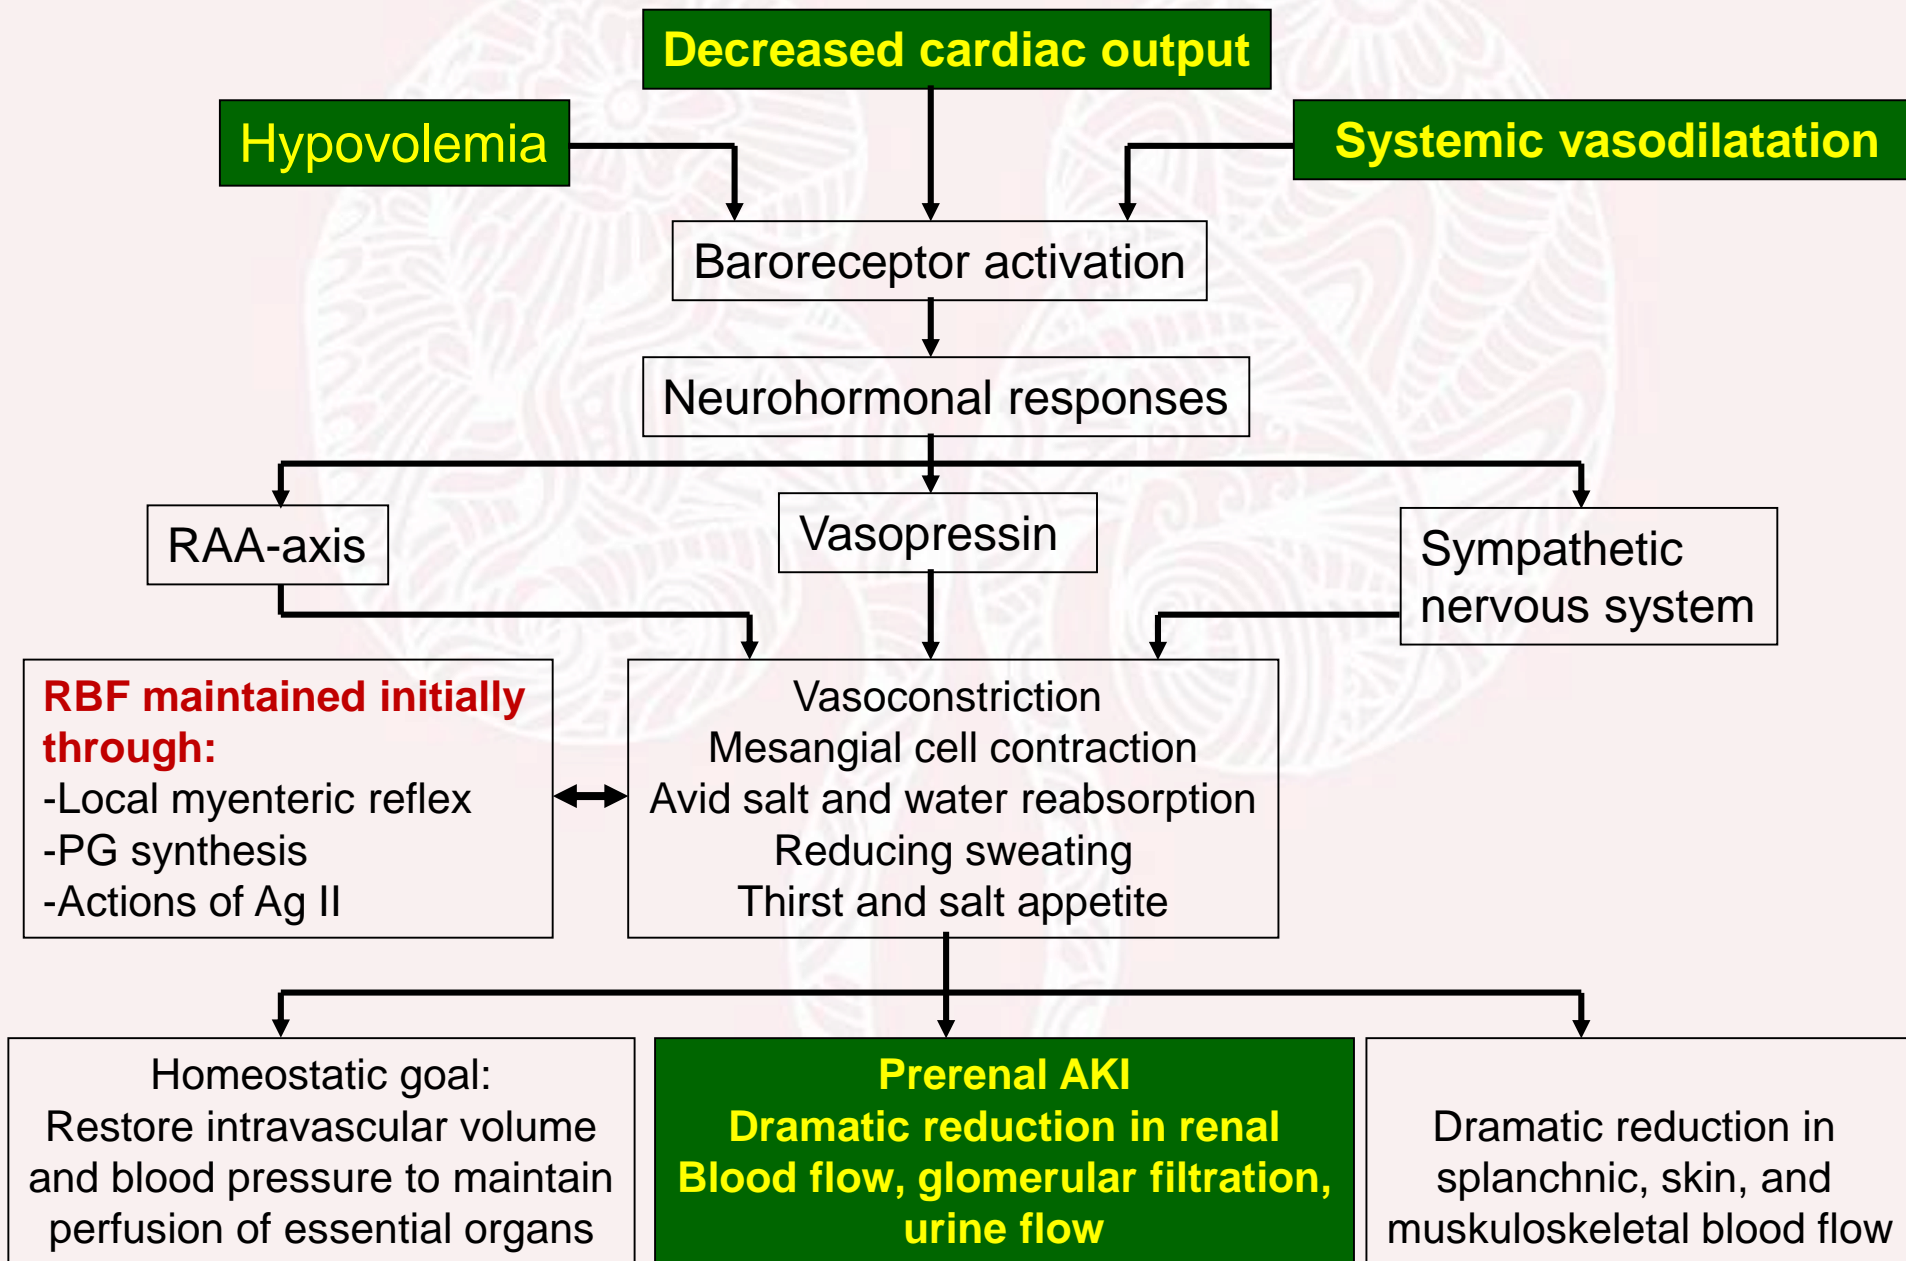 Decreased cardiac output
Hypovolemia
Systemic vasodilatation
Baroreceptor activation
Neurohormonal responses
RAA-axis
Vasopressin
Sympathetic
nervous system
RBF maintained initially
through:
-Local myenteric reflex
-PG synthesis
-Actions of Ag II
Vasoconstriction
Mesangial cell contraction
Avid salt and water reabsorption
Reducing sweating
Thirst and salt appetite
Homeostatic goal:
Restore intravascular volume
and blood pressure to maintain
perfusion of essential organs
Prerenal AKI
Dramatic reduction in renal
Blood flow, glomerular filtration,
urine flow
Dramatic reduction in
splanchnic, skin, and
muskuloskeletal blood flow